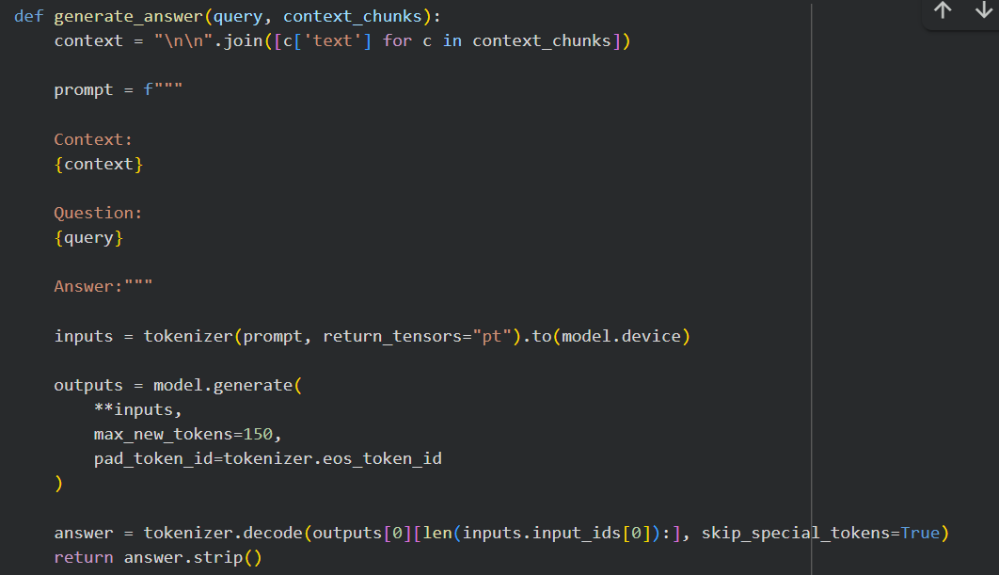 def generate_answer(query, context_chunks):
    context = "\n\n".join([c['text'] for c in context_chunks])

    prompt = f"""

    Context:
    {context}

    Question:
    {query}

    Answer:"""

    inputs = tokenizer(prompt, return_tensors="pt").to(model.device)

    outputs = model.generate(
        **inputs,
        max_new_tokens=150,
        pad_token_id=tokenizer.eos_token_id
    )

    answer = tokenizer.decode(outputs[0][len(inputs.input_ids[0]):], skip_special_tokens=True)
    return answer.strip()